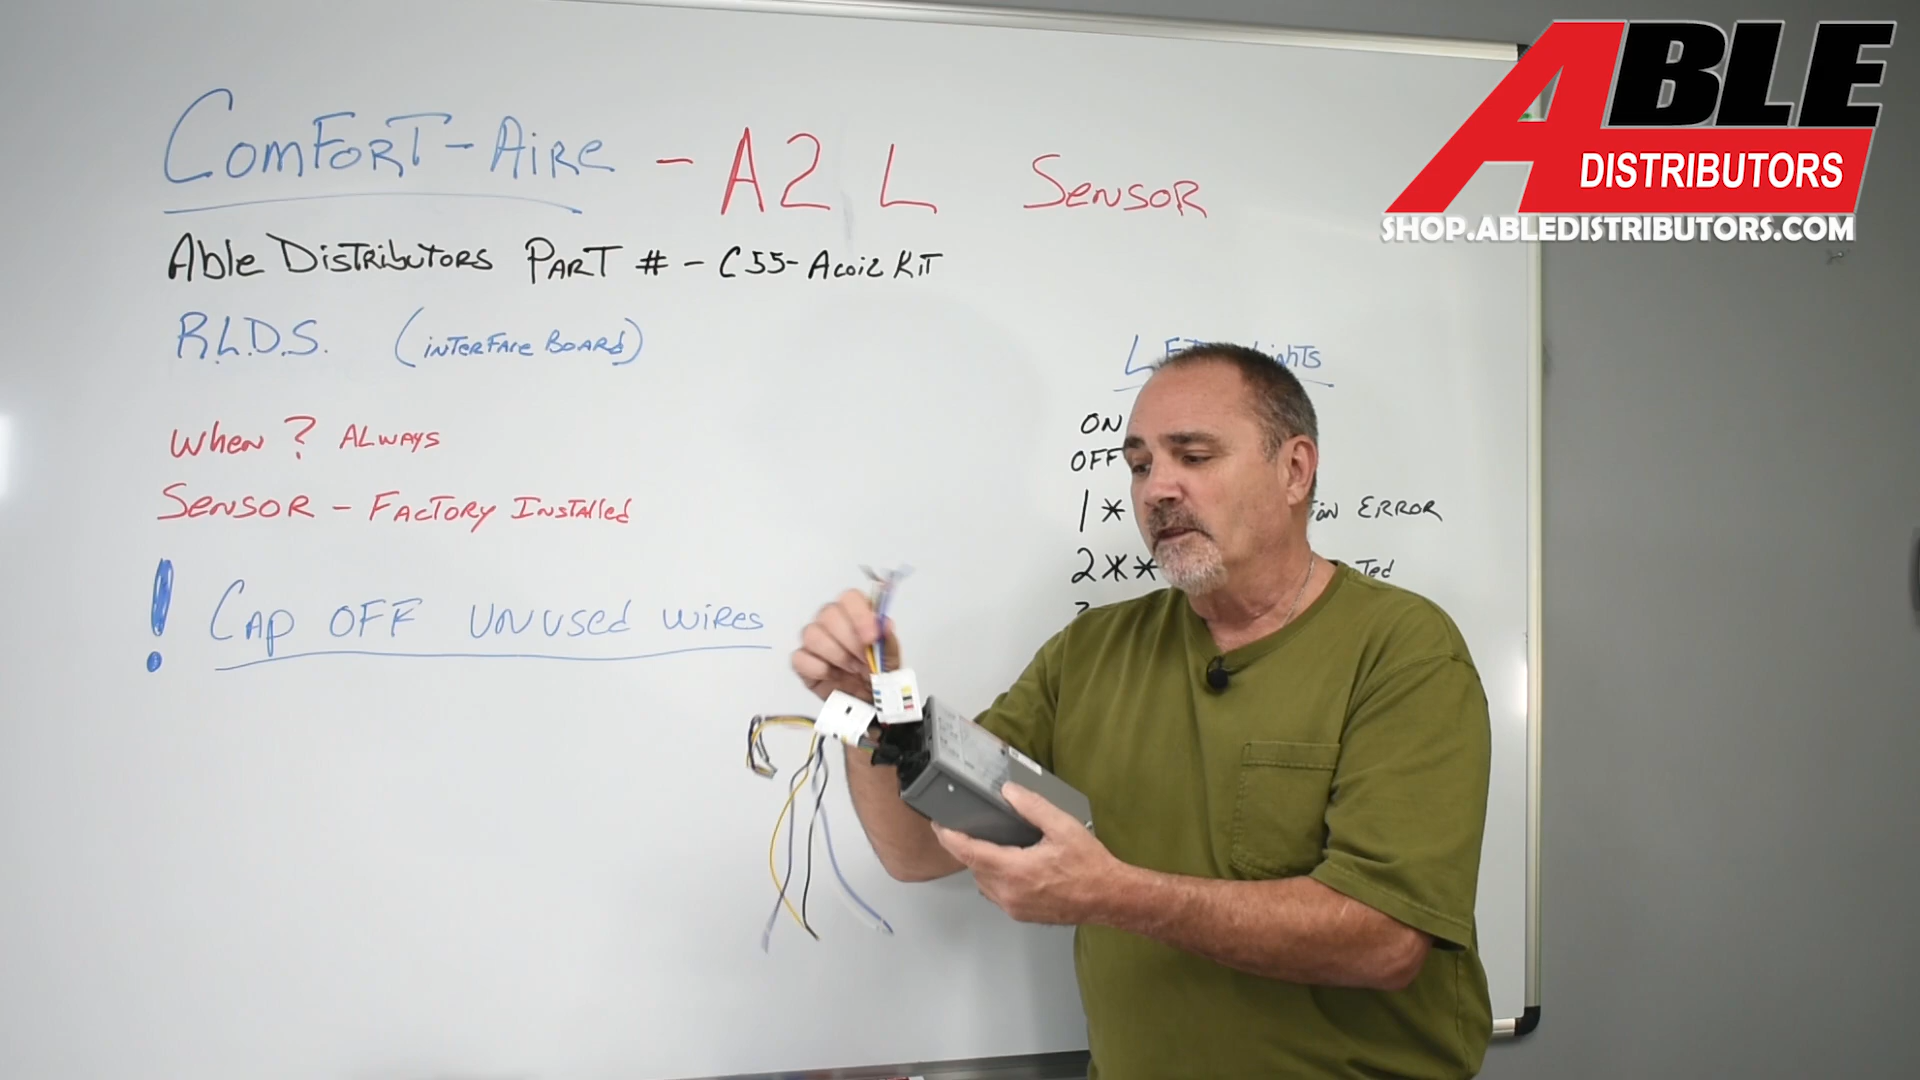 ABLE
DISTRIBUTORS
SHOP.ABLEDISTRIBUTORS.COM
ComFORT-AiRe - A2L SensoR
Able DisTRibuToRs PART # - C55-Acoil KiT
R.L.D.S. (inTeRFace BoaRd)
When? ALways
SensoR - FacToRy InsTalled
! Cap OFF unused wiRes
ON
OFF
1* ERROR
2**